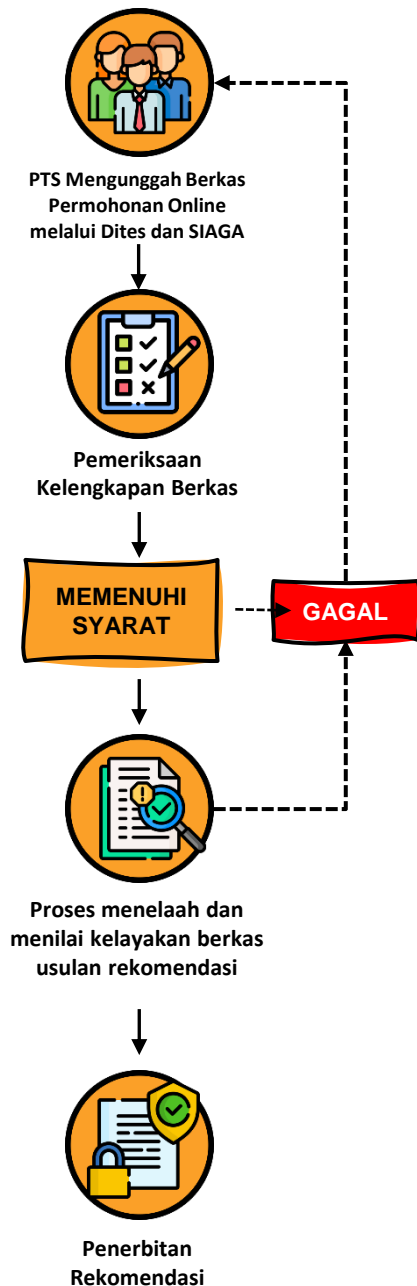 PTS Mengunggah Berkas
Permohonan Online
melalui Dites dan SIAGA
Pemeriksaan
Kelengkapan Berkas
MEMENUHI
SYARAT
GAGAL
Proses menelaah dan
menilai kelayakan berkas
usulan rekomendasi
Penerbitan
Rekomendasi